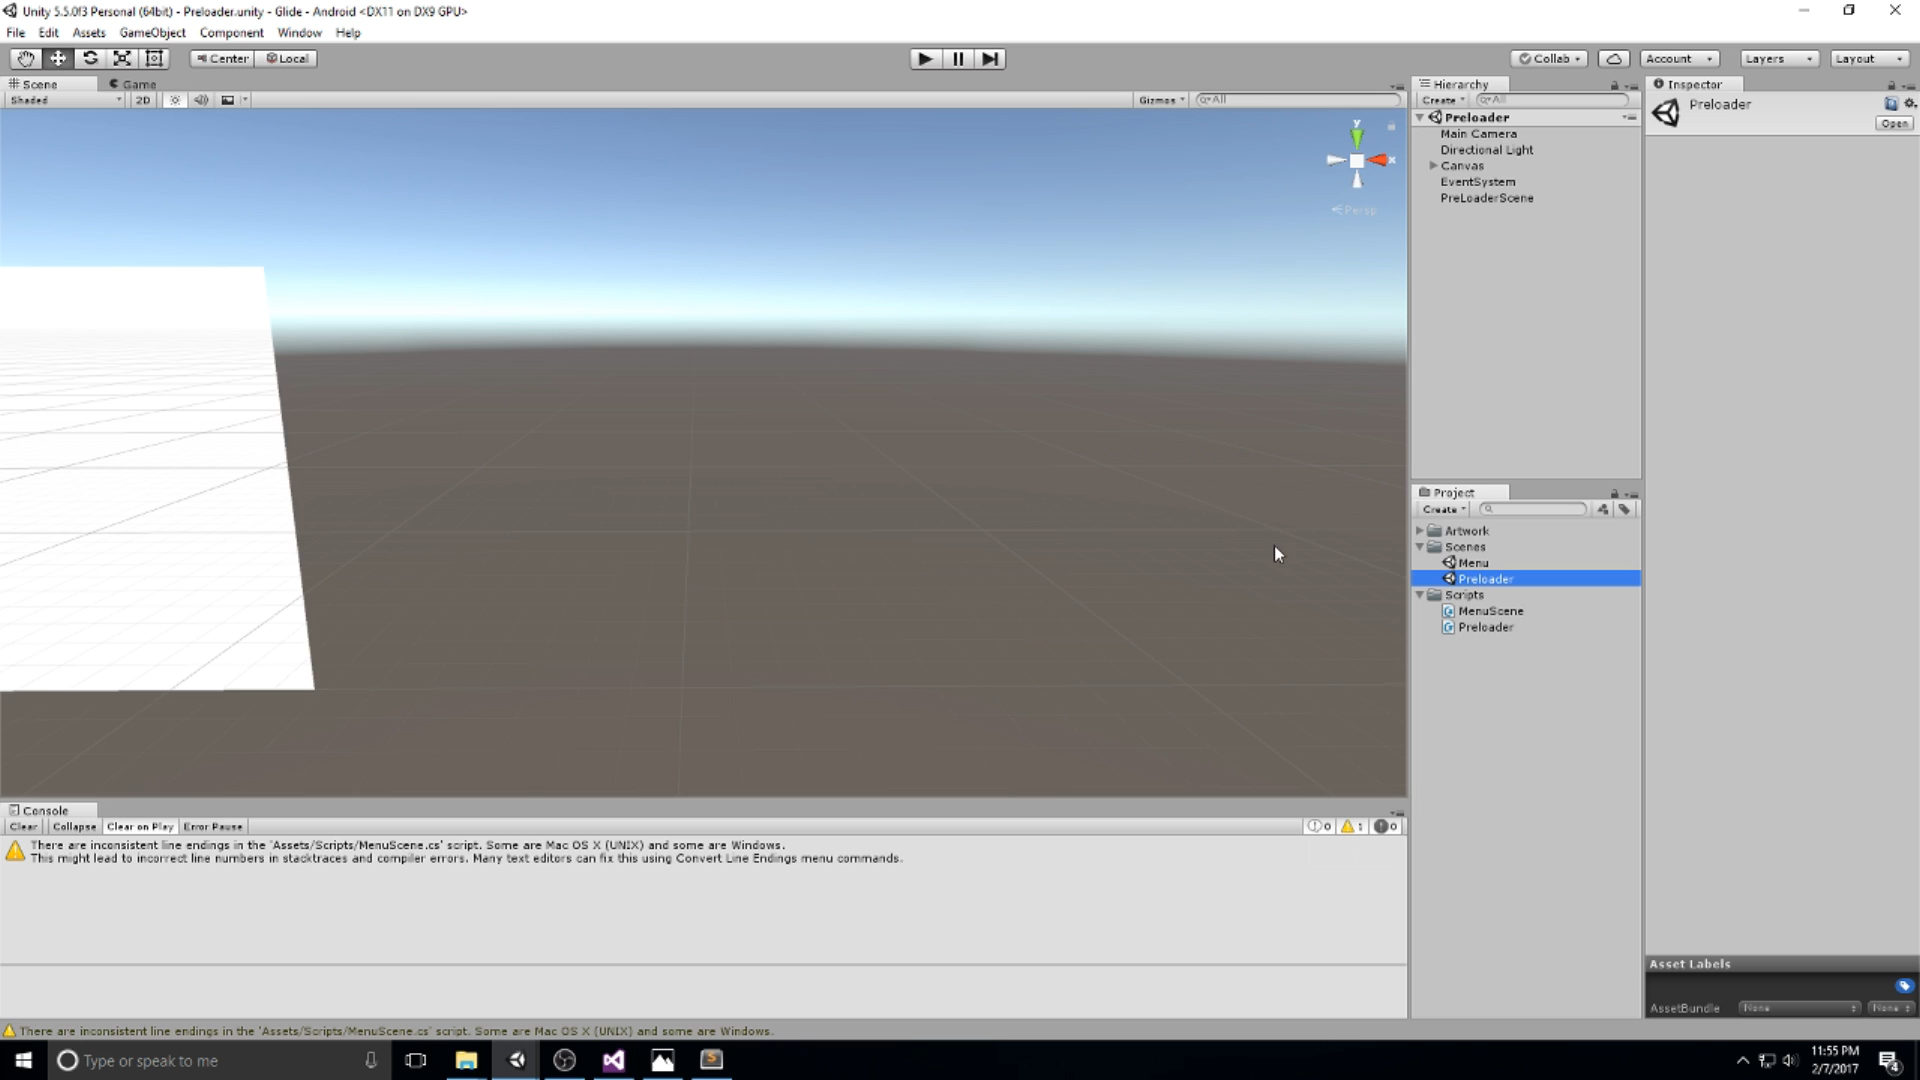 Unity 5.5.0f3 Personal (64bit) - Preloader.unity - Glide - Android <DX11 on DX9 GPU>
File Edit Assets GameObject Component Window Help
Center Local
Collab Account Layers Layout
Scene Game
Shaded 2D Gizmos All
y
x
Persp
Hierarchy
Create All
Preloader
Main Camera
Directional Light
Canvas
EventSystem
PreLoaderScene
Inspector
Preloader
Open
Project
Create
Artwork
Scenes
Menu
Preloader
Scripts
MenuScene
Preloader
Console
Clear Collapse Clear on Play Error Pause 0 1 0
There are inconsistent line endings in the 'Assets/Scripts/MenuScene.cs' script. Some are Mac OS X (UNIX) and some are Windows.
This might lead to incorrect line numbers in stacktraces and compiler errors. Many text editors can fix this using Convert Line Endings menu commands.
Asset Labels
AssetBundle None None
There are inconsistent line endings in the 'Assets/Scripts/MenuScene.cs' script. Some are Mac OS X (UNIX) and some are Windows.
Type or speak to me
11:55 PM
2/7/2017
4